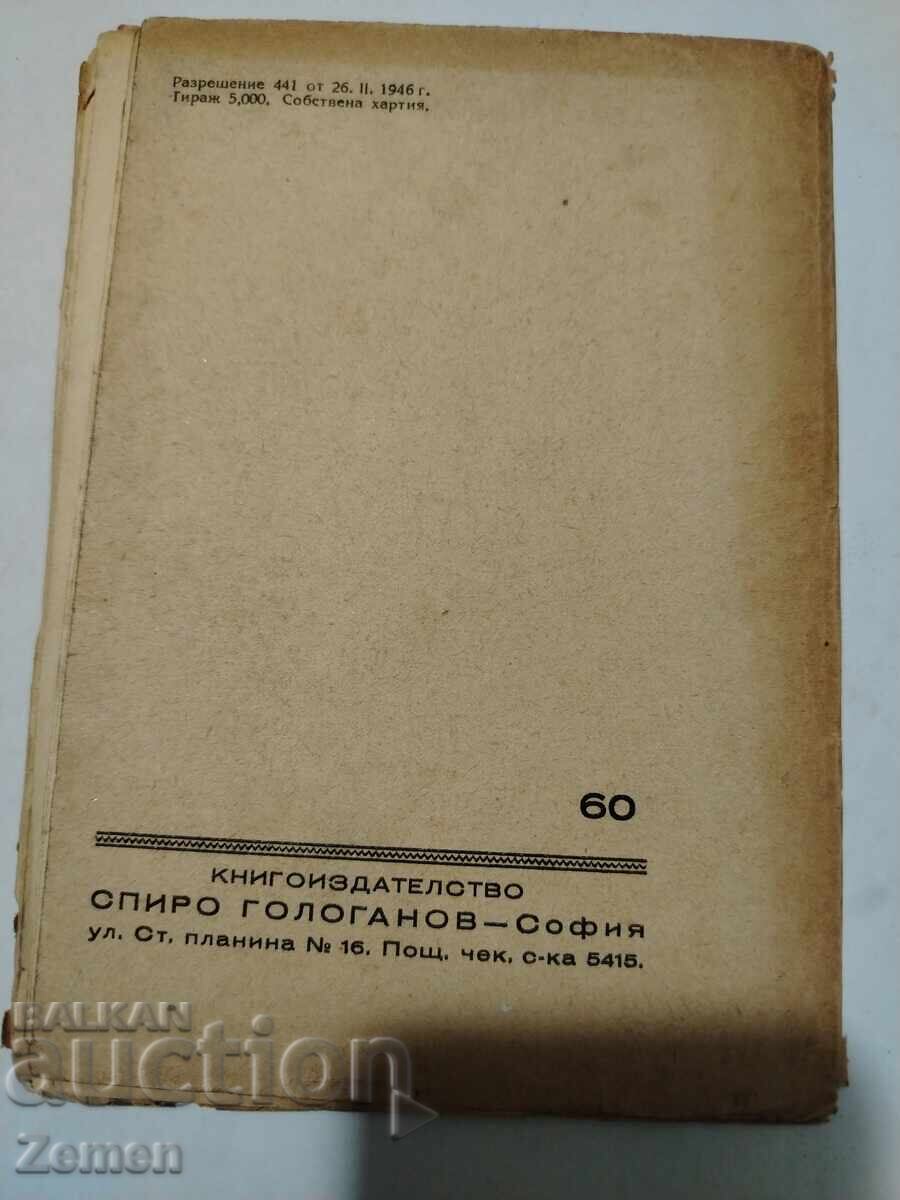 Разрешение 441 от 26. II. 1946 г.
Тираж 5,000. Собствена хартия.
60
КНИГОИЗДАТЕЛСТВО
СПИРО ГОЛОГАНОВ — София
ул. Ст. планина № 16. Пощ. чек. с-ка 5415.
BALKAN
auction
Zemen